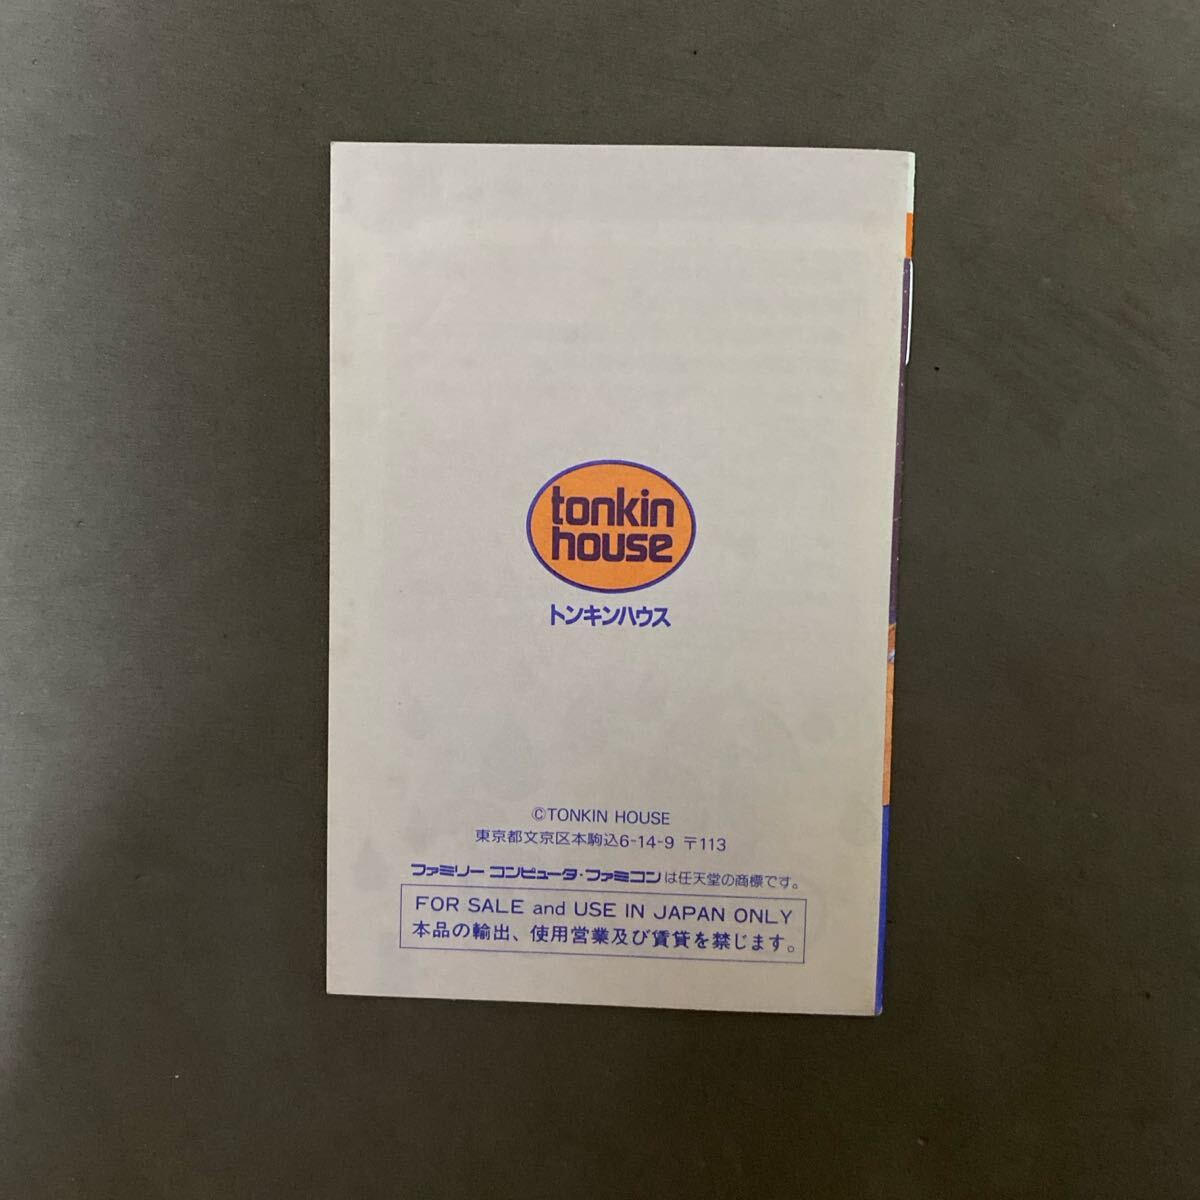 tonkin
house
トンキンハウス
©TONKIN HOUSE
東京都文京区本駒込6-14-9 〒113
ファミリー コンピュータ・ファミコンは任天堂の商標です。
FOR SALE and USE IN JAPAN ONLY
本品の輸出、使用営業及び賃貸を禁じます。